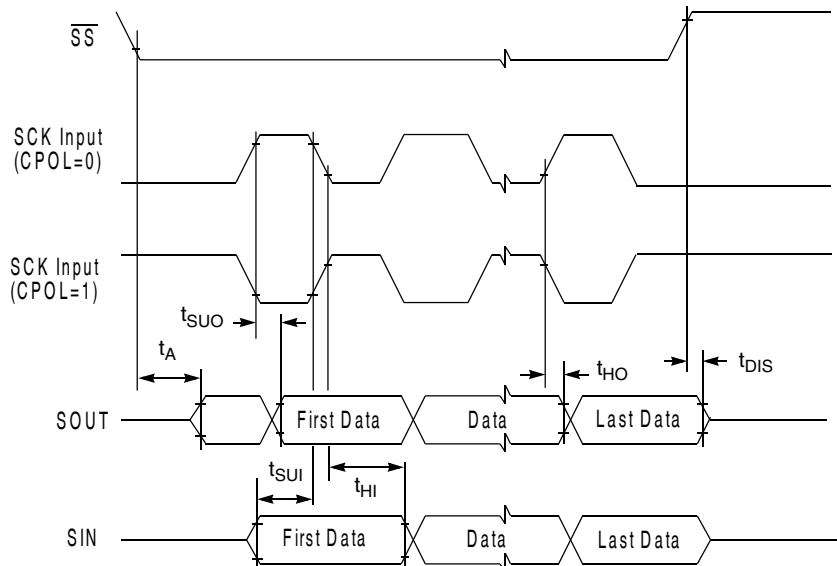 SS
SCK Input
(CPOL=0)
SCK Input
(CPOL=1)
tSUO
tA
tHO
tDIS
SOUT
First Data
Data
Last Data
tSUI
tHI
SIN
First Data
Data
Last Data